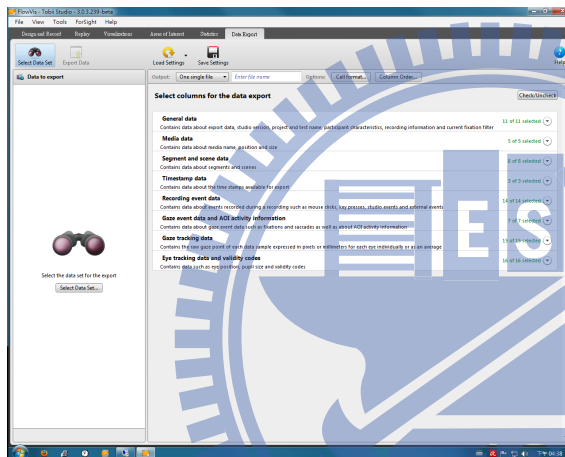 FlowVis - Tobii Studio - 3.0.3.239-beta
File View Tools ForSight Help
Design and Record Replay Visualizations Areas of Interest Statistics Data Export
Select Data Set Export Data Load Settings Save Settings Help
Data to export
Output: One single file Enter file name Options: Cell format... Column Order...
Select columns for the data export
Check/Uncheck
General data
11 of 11 selected
Contains data about export data, studio version, project and test name, participant characteristics, recording information and current fixation filter
Media data
5 of 5 selected
Contains data about media name, position and size
Segment and scene data
6 of 6 selected
Contains data about segments and scenes
Timestamp data
3 of 3 selected
Contains data about the time stamps available for export
Recording event data
14 of 14 selected
Contains data about events recorded during a recording such as mouse clicks, key presses, studio events and external events
Gaze event data and AOI activity information
7 of 7 selected
Contains data about gaze event data such as fixations and saccades as well as about AOI activity information
Gaze tracking data
Contains the raw gaze point of each data sample expressed in pixels or millimeters for each eye individually or as an average
Eye tracking data and validity codes
16 of 16 selected
Contains data such as eye position, pupil size and validity codes
Select the data set for the export
Select Data Set...
ES
下午 04:38